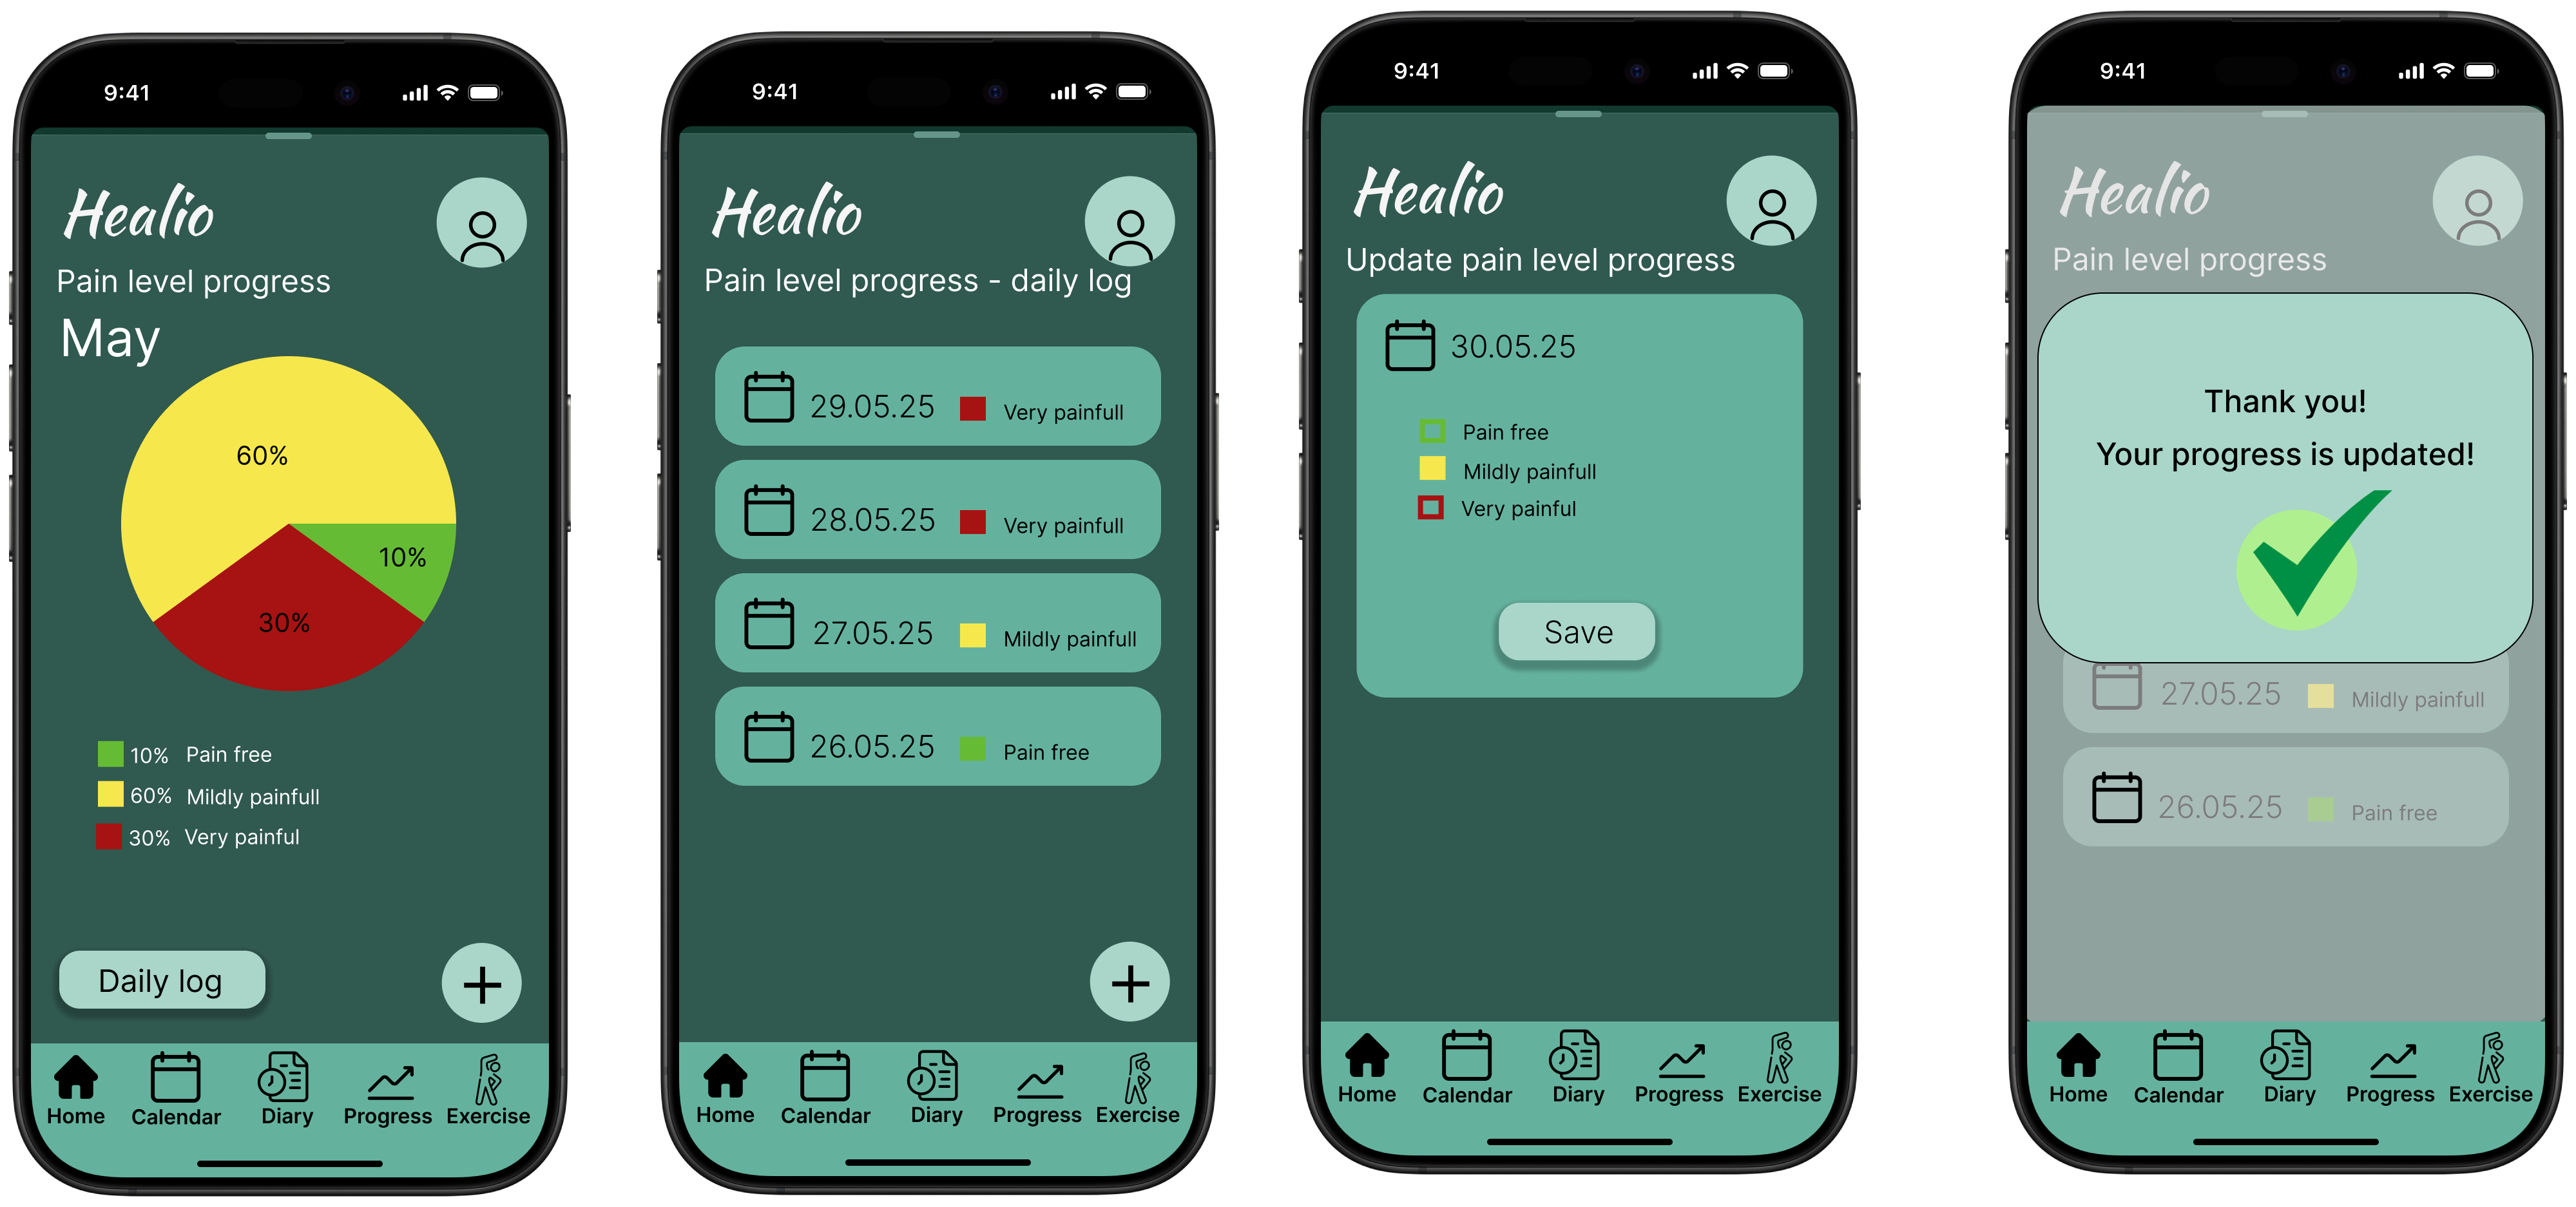 9:41
Healio
Pain level progress
May
60%
10%
30%
10% Pain free
60% Mildly painfull
30% Very painful
Daily log
Home Calendar Diary Progress Exercise
9:41
Healio
Pain level progress - daily log
29.05.25 Very painfull
28.05.25 Very painfull
27.05.25 Mildly painfull
26.05.25 Pain free
Home Calendar Diary Progress Exercise
9:41
Healio
Update pain level progress
30.05.25
Pain free
Mildly painfull
Very painful
Save
Home Calendar Diary Progress Exercise
9:41
Healio
Pain level progress
Thank you!
Your progress is updated!
27.05.25 Mildly painfull
26.05.25 Pain free
Home Calendar Diary Progress Exercise